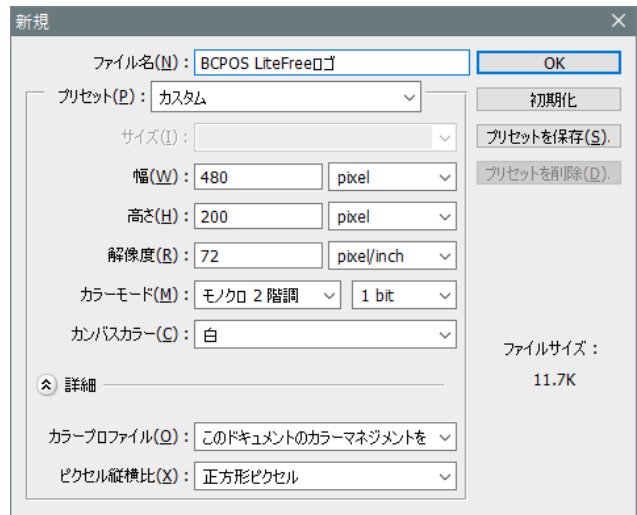 新規
ファイル名(N)： BCPOS LiteFreeロゴ
OK
プリセット(P)： カスタム
初期化
サイズ(I)：
プリセットを保存(S)...
幅(W)： 480 pixel
プリセットを削除(D)...
高さ(H)： 200 pixel
解像度(R)： 72 pixel/inch
カラーモード(M)： モノクロ 2 階調 1 bit
カンバスカラー(C)： 白
ファイルサイズ：
11.7K
詳細
カラープロファイル(O)： このドキュメントのカラーマネジメントを
ピクセル縦横比(X)： 正方形ピクセル